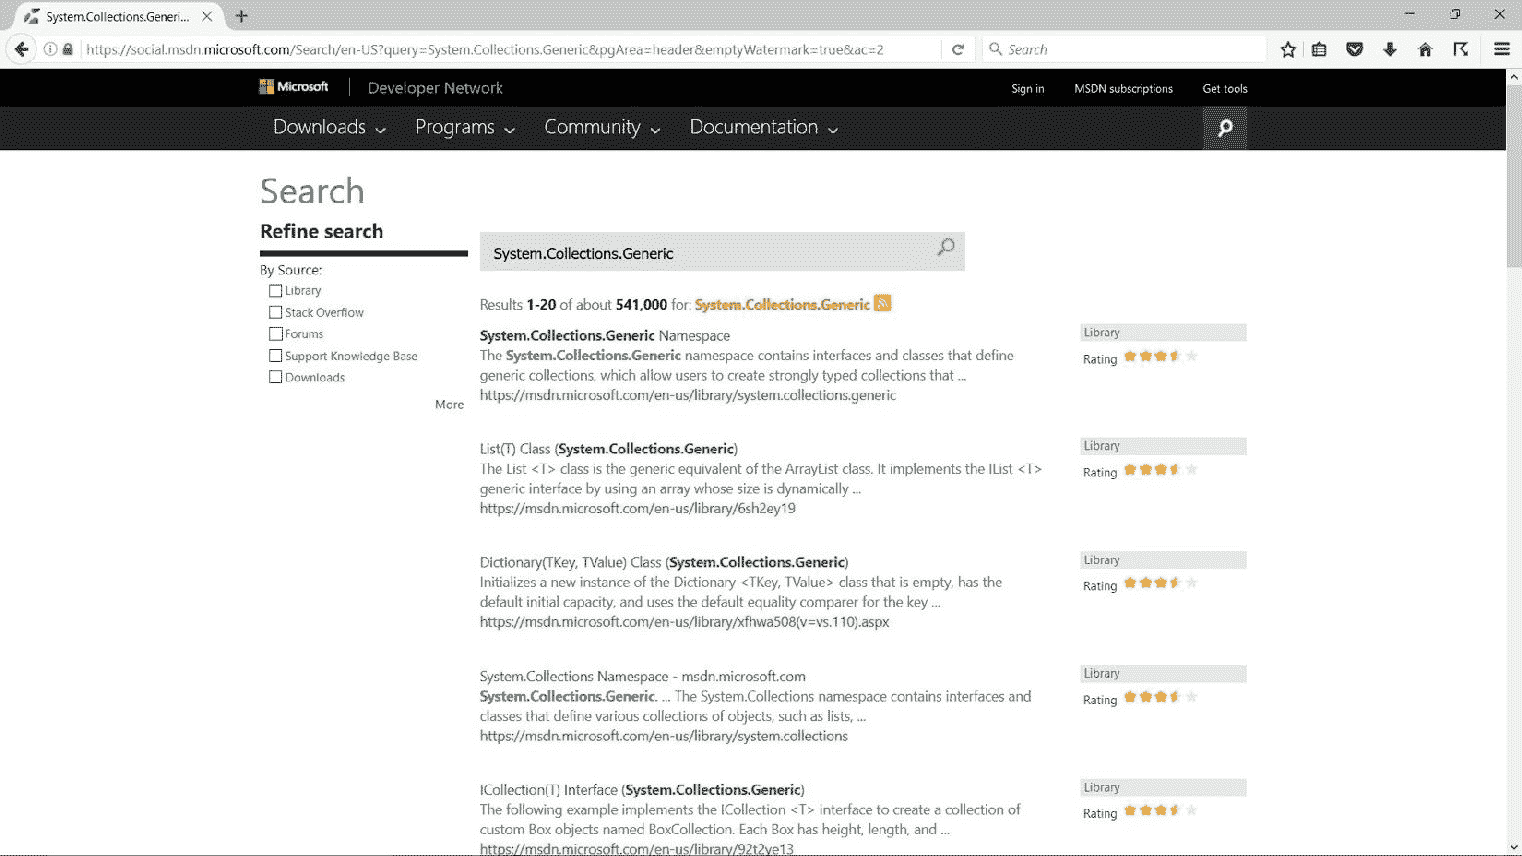 System.Collections.Generi...
https://social.msdn.microsoft.com/Search/en-US?query=System.Collections.Generic&pgArea=header&emptyWatermark=true&ac=2
Search
Microsoft
Developer Network
Sign in
MSDN subscriptions
Get tools
Downloads
Programs
Community
Documentation
Search
Refine search
By Source:
Library
Stack Overflow
Forums
Support Knowledge Base
Downloads
More
System.Collections.Generic
Results 1-20 of about 541,000 for: System.Collections.Generic
System.Collections.Generic Namespace
The System.Collections.Generic namespace contains interfaces and classes that define
generic collections, which allow users to create strongly typed collections that ...
https://msdn.microsoft.com/en-us/library/system.collections.generic
Library
Rating
List(T) Class (System.Collections.Generic)
The List <T> class is the generic equivalent of the ArrayList class. It implements the IList <T>
generic interface by using an array whose size is dynamically ...
https://msdn.microsoft.com/en-us/library/6sh2ey19
Library
Rating
Dictionary(TKey, TValue) Class (System.Collections.Generic)
Initializes a new instance of the Dictionary <TKey, TValue> class that is empty, has the
default initial capacity, and uses the default equality comparer for the key ...
https://msdn.microsoft.com/en-us/library/xfhwa508(v=vs.110).aspx
Library
Rating
System.Collections Namespace - msdn.microsoft.com
System.Collections.Generic. ... The System.Collections namespace contains interfaces and
classes that define various collections of objects, such as lists, ...
https://msdn.microsoft.com/en-us/library/system.collections
Library
Rating
ICollection(T) Interface (System.Collections.Generic)
The following example implements the ICollection <T> interface to create a collection of
custom Box objects named BoxCollection. Each Box has height, length, and ...
https://msdn.microsoft.com/en-us/library/92t2ye13
Library
Rating